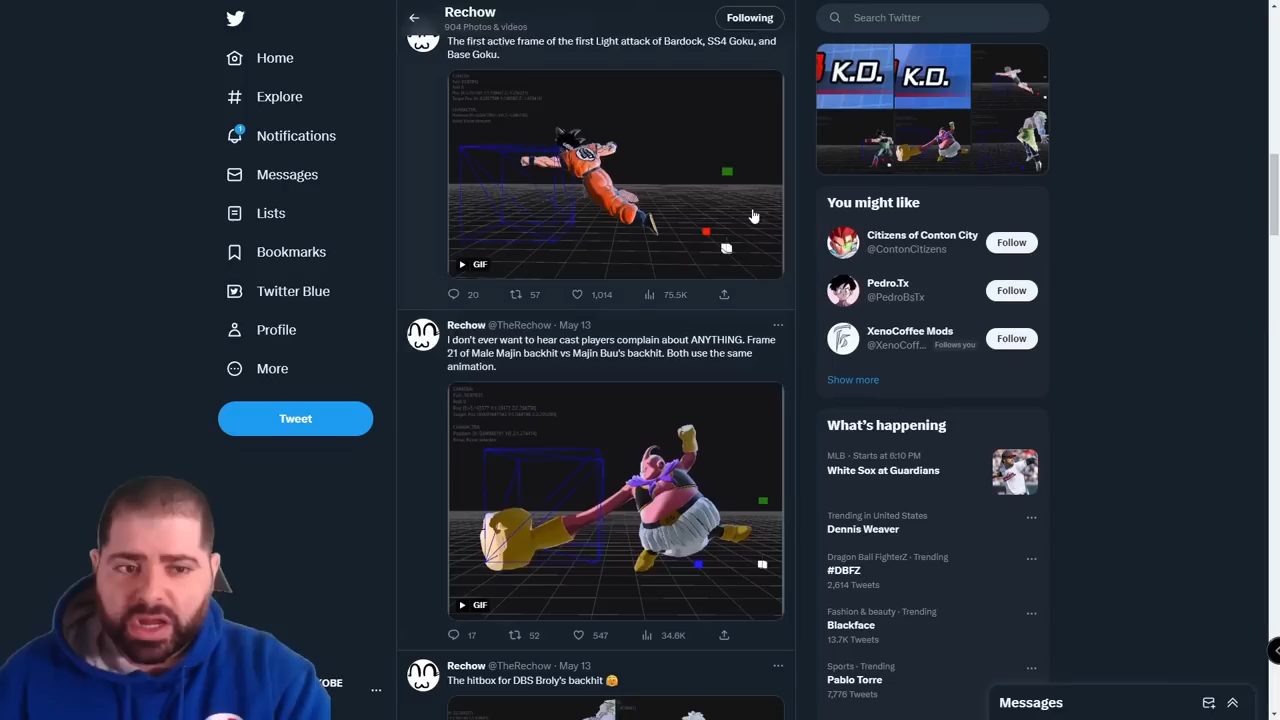 Home
Explore
Notifications
Messages
Lists
Bookmarks
Twitter Blue
Profile
More
Tweet
Rechow
904 Photos & videos
Following
The first active frame of the first Light attack of Bardock, SS4 Goku, and
Base Goku.
GIF
20
57
1,014
75.5K
Rechow @TheRechow · May 13
I don't ever want to hear cast players complain about ANYTHING. Frame
21 of Male Majin backhit vs Majin Buu's backhit. Both use the same
animation.
GIF
17
52
547
34.6K
Rechow @TheRechow · May 13
The hitbox for DBS Broly's backhit
Search Twitter
K.O.
K.O.
You might like
Citizens of Conton City
@ContonCitizens
Follow
Pedro.Tx
@PedroBsTx
Follow
XenoCoffee Mods
@XenoCoff... Follows you
Follow
Show more
What's happening
MLB · Starts at 6:10 PM
White Sox at Guardians
Trending in United States
Dennis Weaver
Dragon Ball FighterZ · Trending
#DBFZ
2,614 Tweets
Fashion & beauty · Trending
Blackface
13.7K Tweets
Sports · Trending
Pablo Torre
7,776 Tweets
Messages